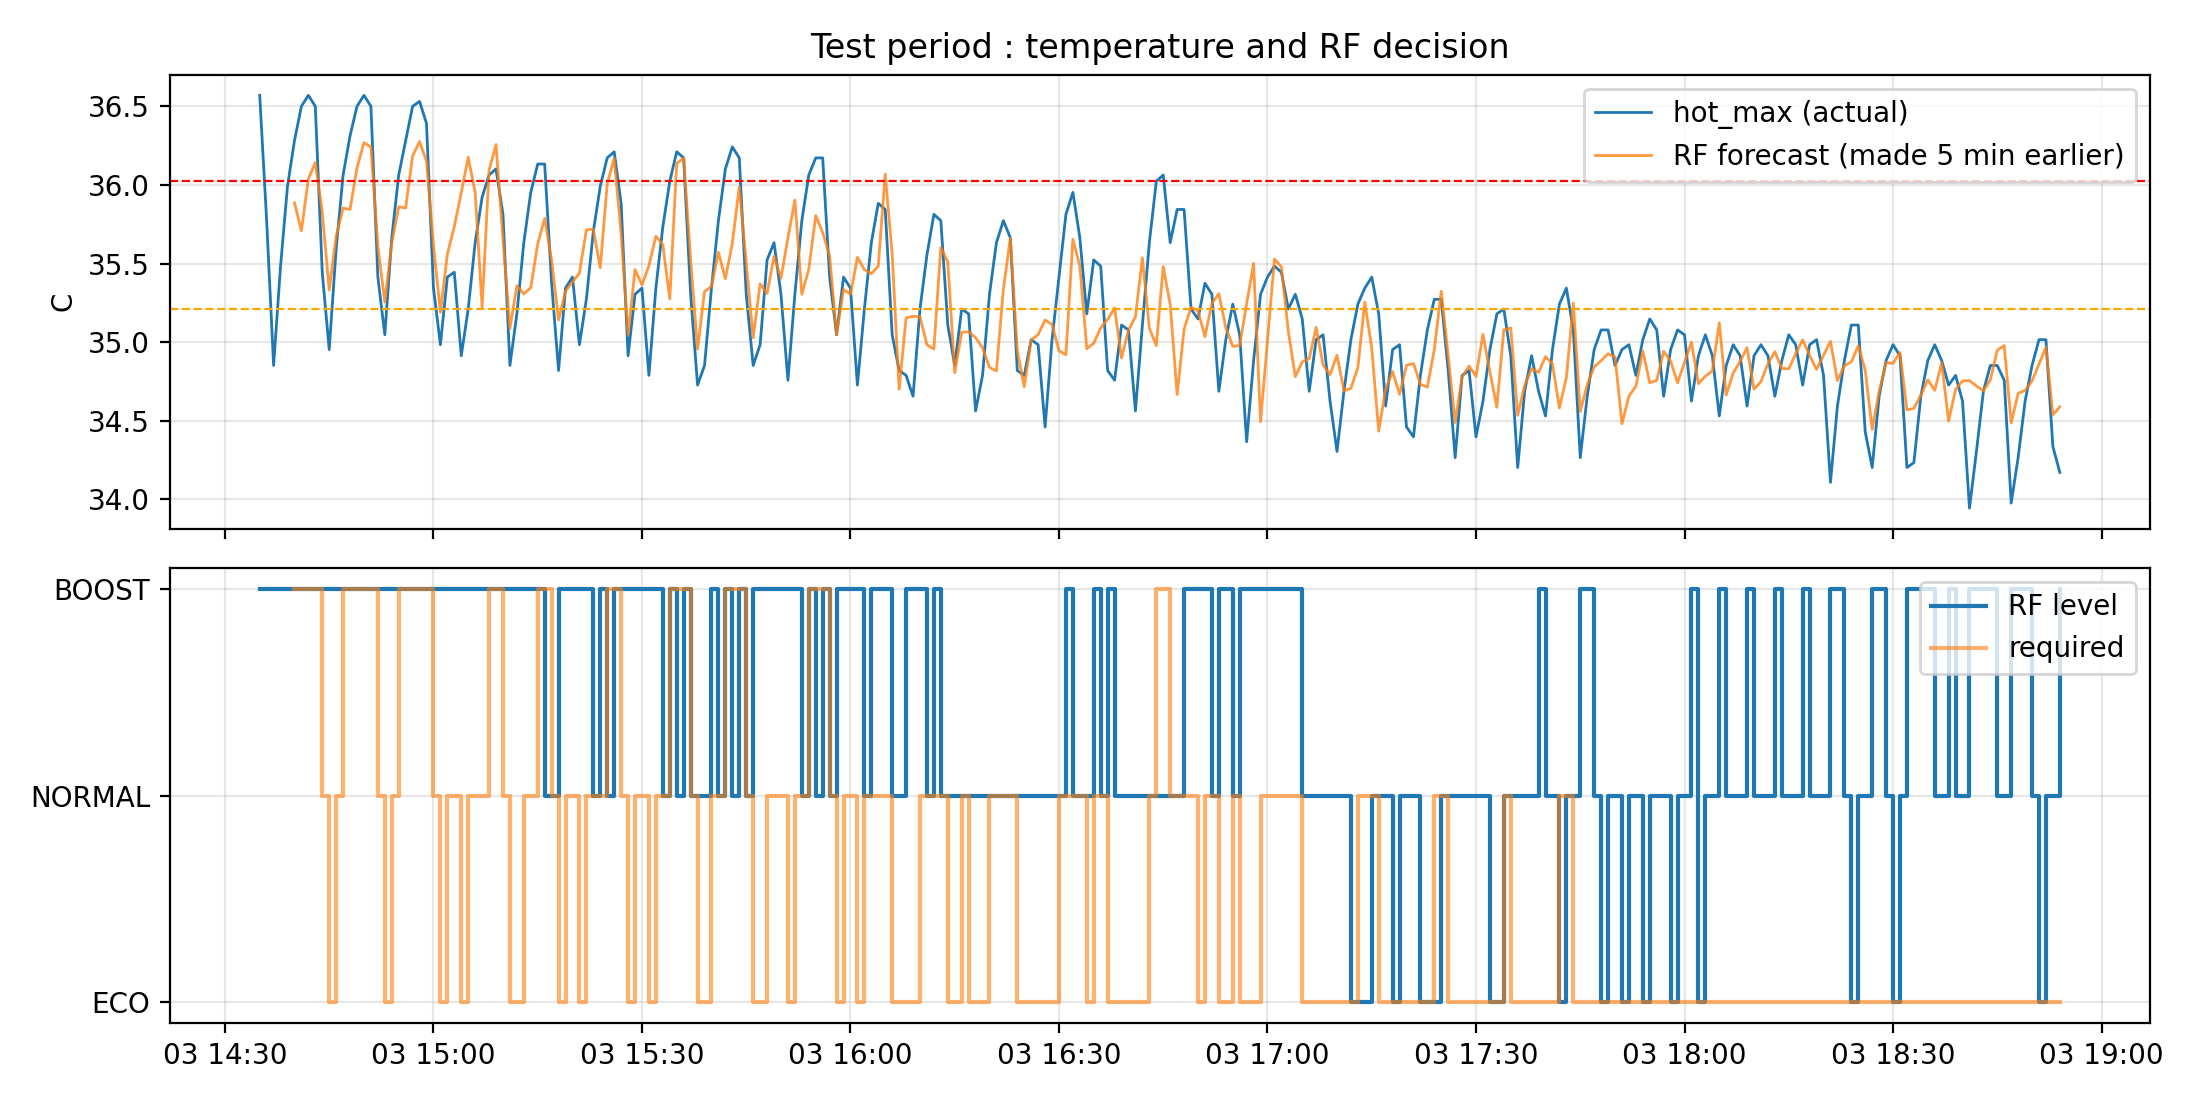 Test period : temperature and RF decision
36.5
36.0
35.5
35.0
34.5
34.0
C
hot_max (actual)
RF forecast (made 5 min earlier)
BOOST
NORMAL
ECO
RF level
required
03 14:30 03 15:00 03 15:30 03 16:00 03 16:30 03 17:00 03 17:30 03 18:00 03 18:30 03 19:00